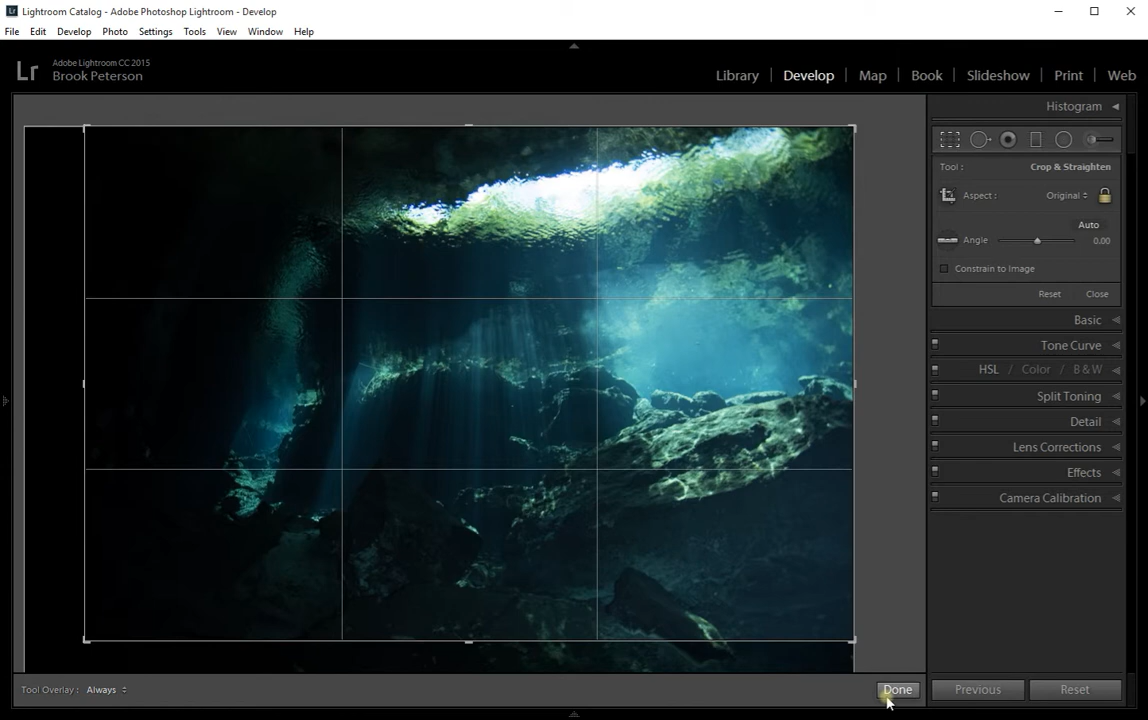 Lightroom Catalog - Adobe Photoshop Lightroom - Develop
File Edit Develop Photo Settings Tools View Window Help
Lr
Adobe Lightroom CC 2015
Brook Peterson
Library | Develop | Map | Book | Slideshow | Print | Web
Histogram
Tool : Crop & Straighten
Aspect : Original
Auto
Angle 0.00
Constrain to Image
Reset Close
Basic
Tone Curve
HSL / Color / B & W
Split Toning
Detail
Lens Corrections
Effects
Camera Calibration
Tool Overlay : Always Done Previous Reset